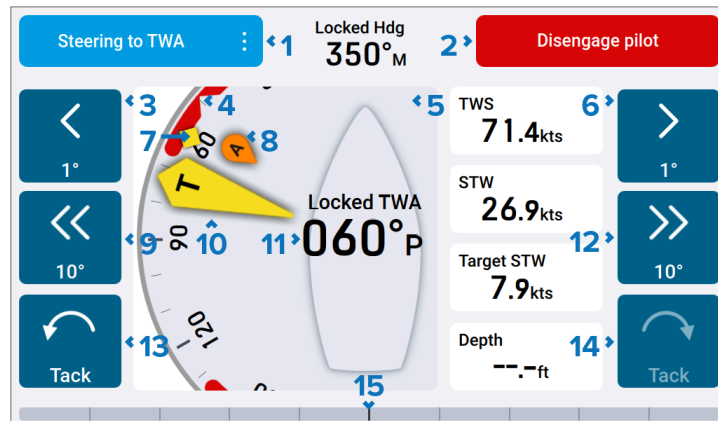 Steering to TWA
1
Locked Hdg
350°M
2
Disengage pilot
3
4
5
TWS
71.4kts
6
1°
7
60
8
A
1°
T
STW
26.9kts
Locked TWA
060°P
9
90
10
11
12
10°
10°
Target STW
7.9kts
120
13
Tack
Depth
--.-ft
14
Tack
15